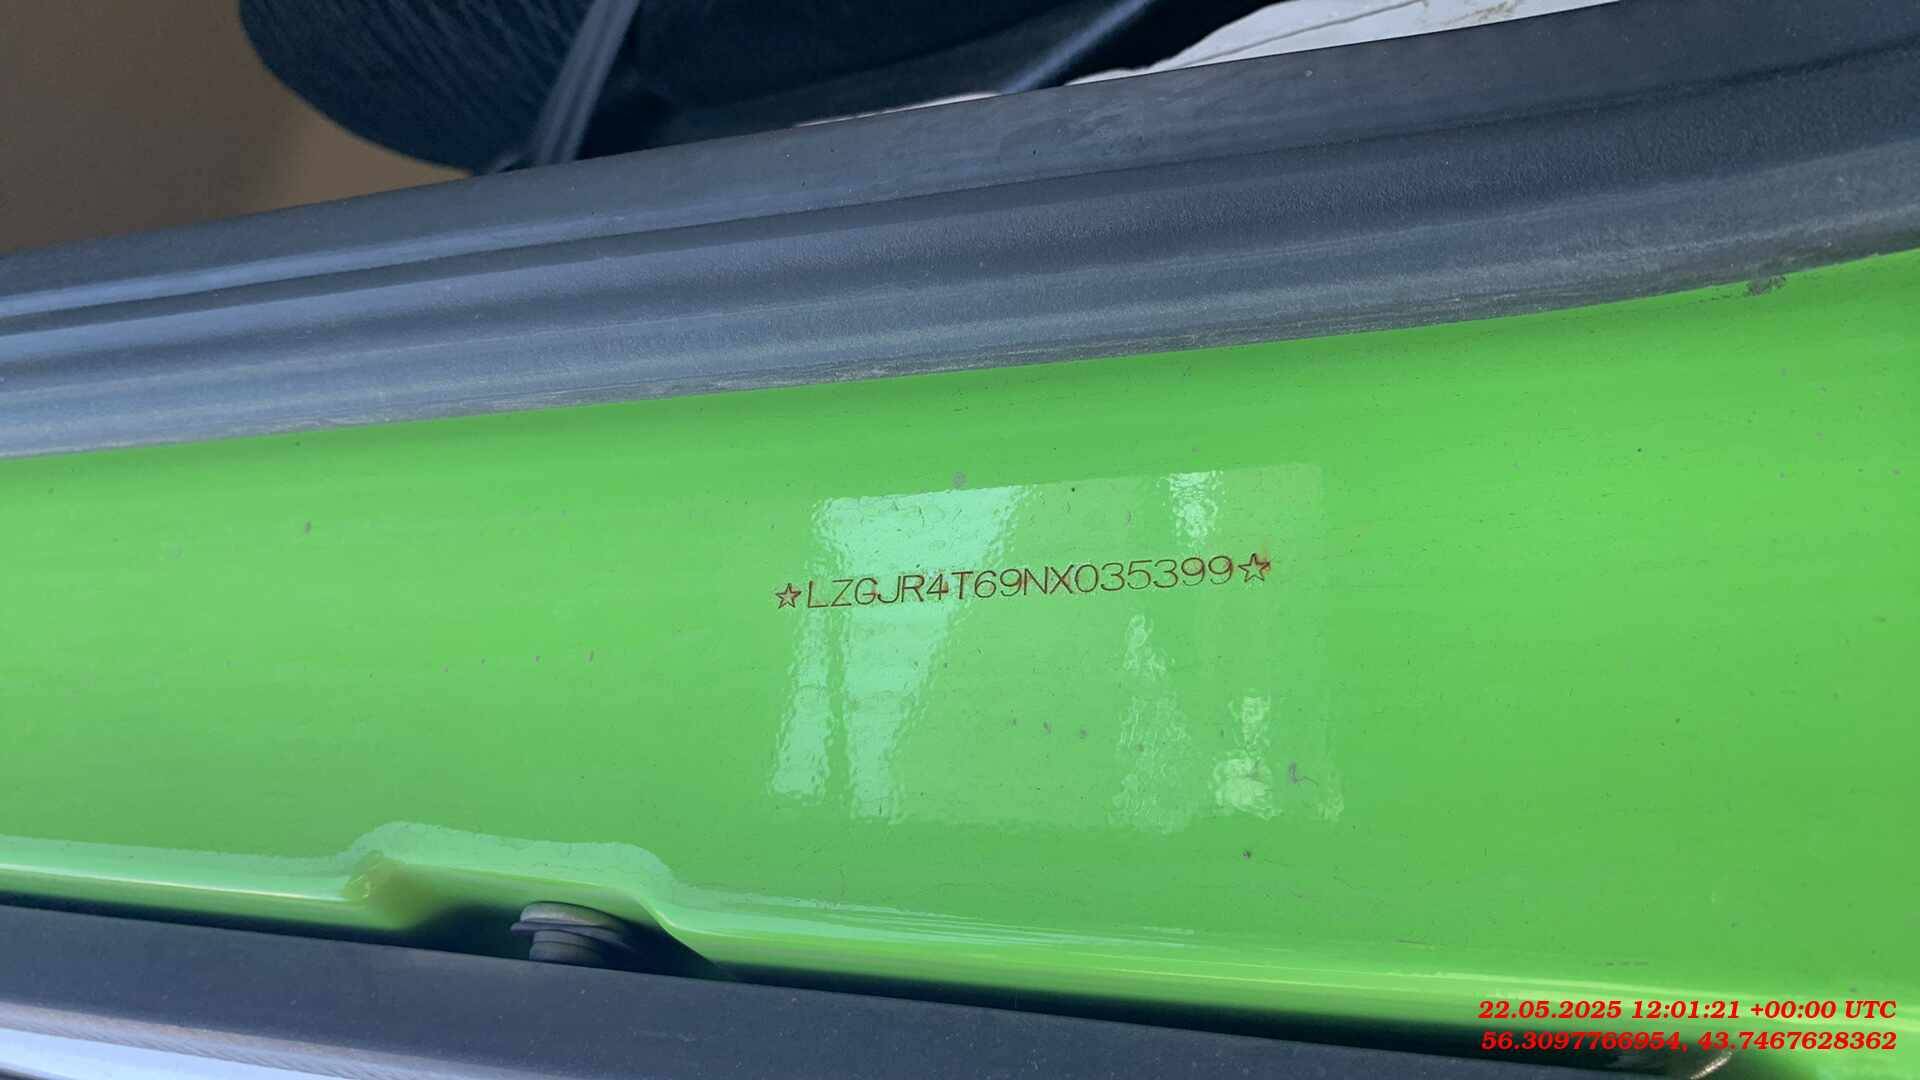 ☆LZGJR4T69NX035399☆
22.05.2025 12:01:21 +00:00 UTC
56.3097766954, 43.7467628362